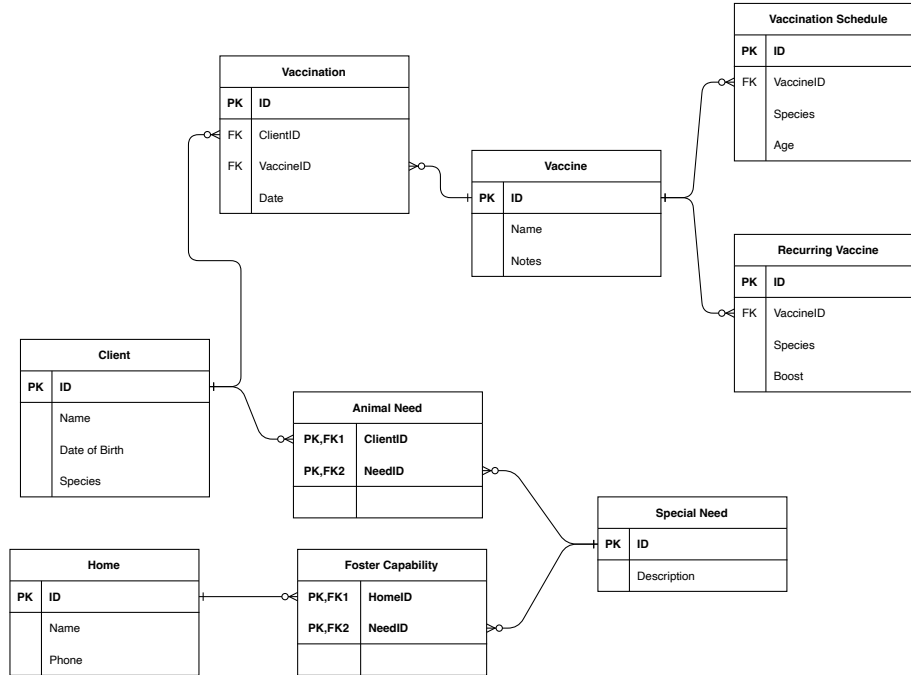 Vaccination Schedule
PK ID
FK VaccineID
Species
Age
Vaccination
PK ID
FK ClientID
FK VaccineID
Date
Vaccine
PK ID
Name
Notes
Recurring Vaccine
PK ID
FK VaccineID
Species
Boost
Client
PK ID
Name
Date of Birth
Species
Animal Need
PK,FK1 ClientID
PK,FK2 NeedID
Special Need
PK ID
Description
Home
PK ID
Name
Phone
Foster Capability
PK,FK1 HomeID
PK,FK2 NeedID